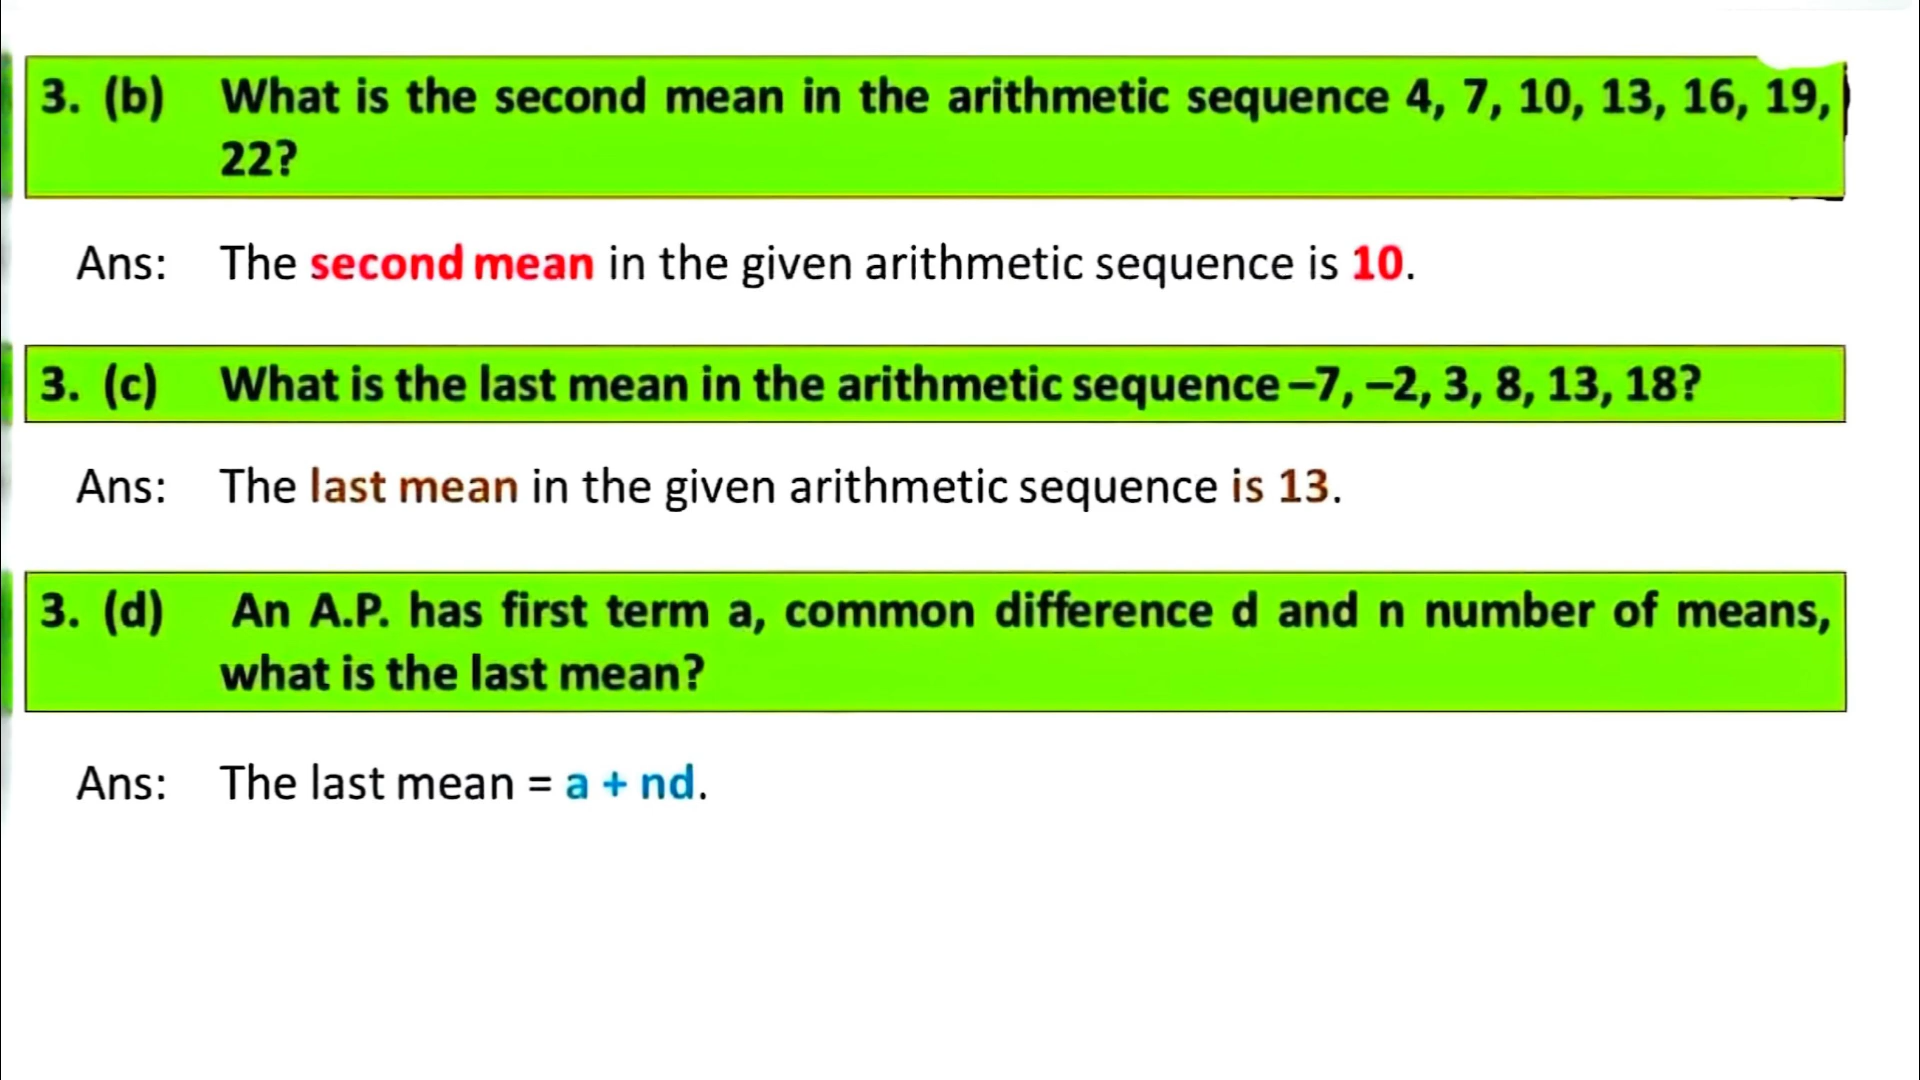 3. (b) What is the second mean in the arithmetic sequence 4, 7, 10, 13, 16, 19,
22?
Ans: The second mean in the given arithmetic sequence is 10.
3. (c) What is the last mean in the arithmetic sequence –7, –2, 3, 8, 13, 18?
Ans: The last mean in the given arithmetic sequence is 13.
3. (d) An A.P. has first term a, common difference d and n number of means,
what is the last mean?
Ans: The last mean = a + nd.